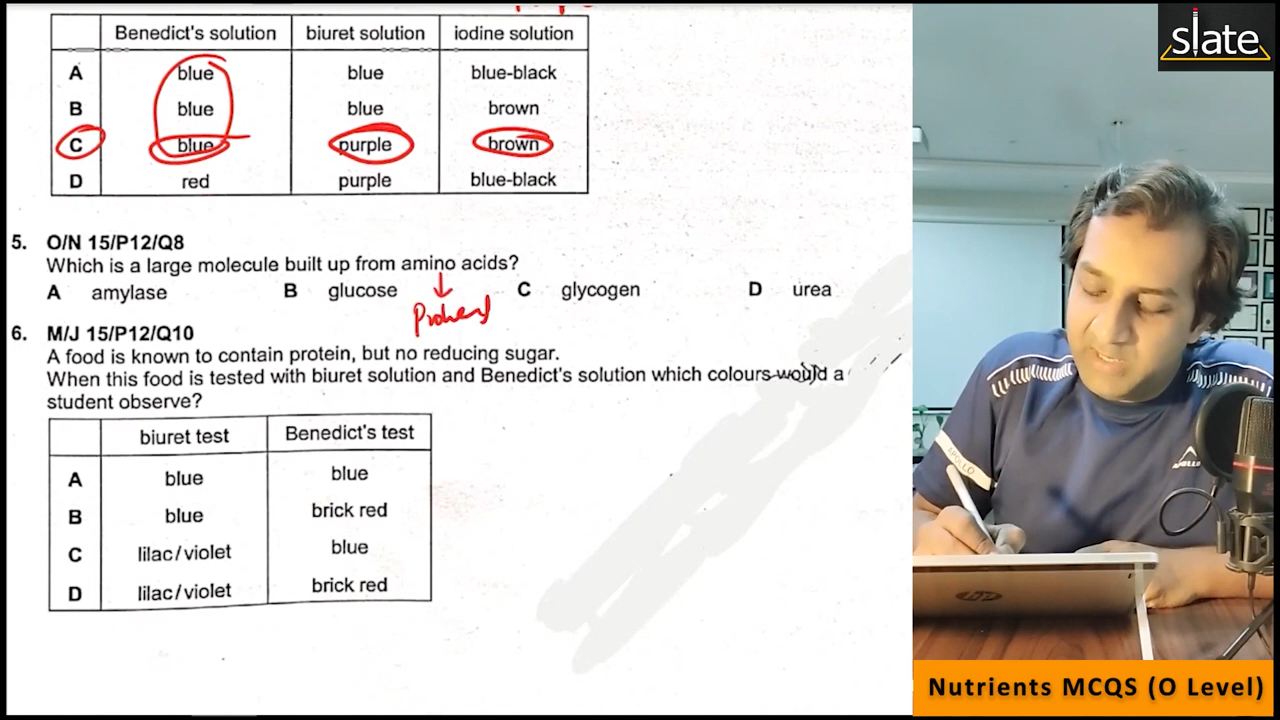 slate
Benedict's solution biuret solution iodine solution
A blue blue blue-black
B blue blue brown
C blue purple brown
D red purple blue-black
5. O/N 15/P12/Q8
Which is a large molecule built up from amino acids?
A amylase B glucose C glycogen D urea
6. M/J 15/P12/Q10
A food is known to contain protein, but no reducing sugar.
When this food is tested with biuret solution and Benedict's solution which colours would a
student observe?
biuret test Benedict's test
A blue blue
B blue brick red
C lilac/violet blue
D lilac/violet brick red
APOLLO
APOLLO
hp
Nutrients MCQS (O Level)